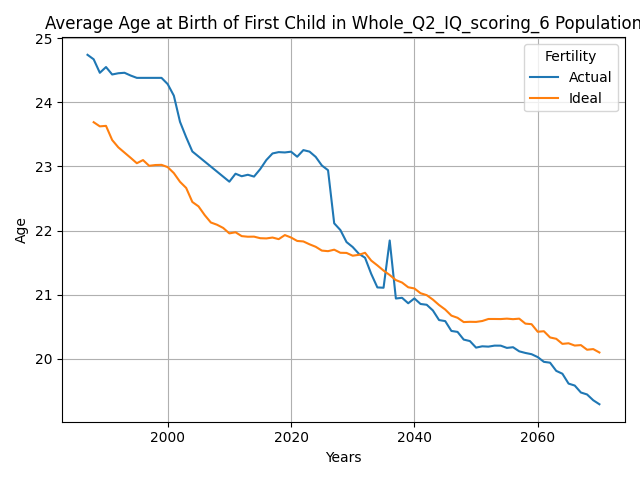 Average Age at Birth of First Child in Whole_Q2_IQ_scoring_6 Population
25
24
23
22
21
20
Age
Fertility
Actual
Ideal
2000 2020 2040 2060
Years